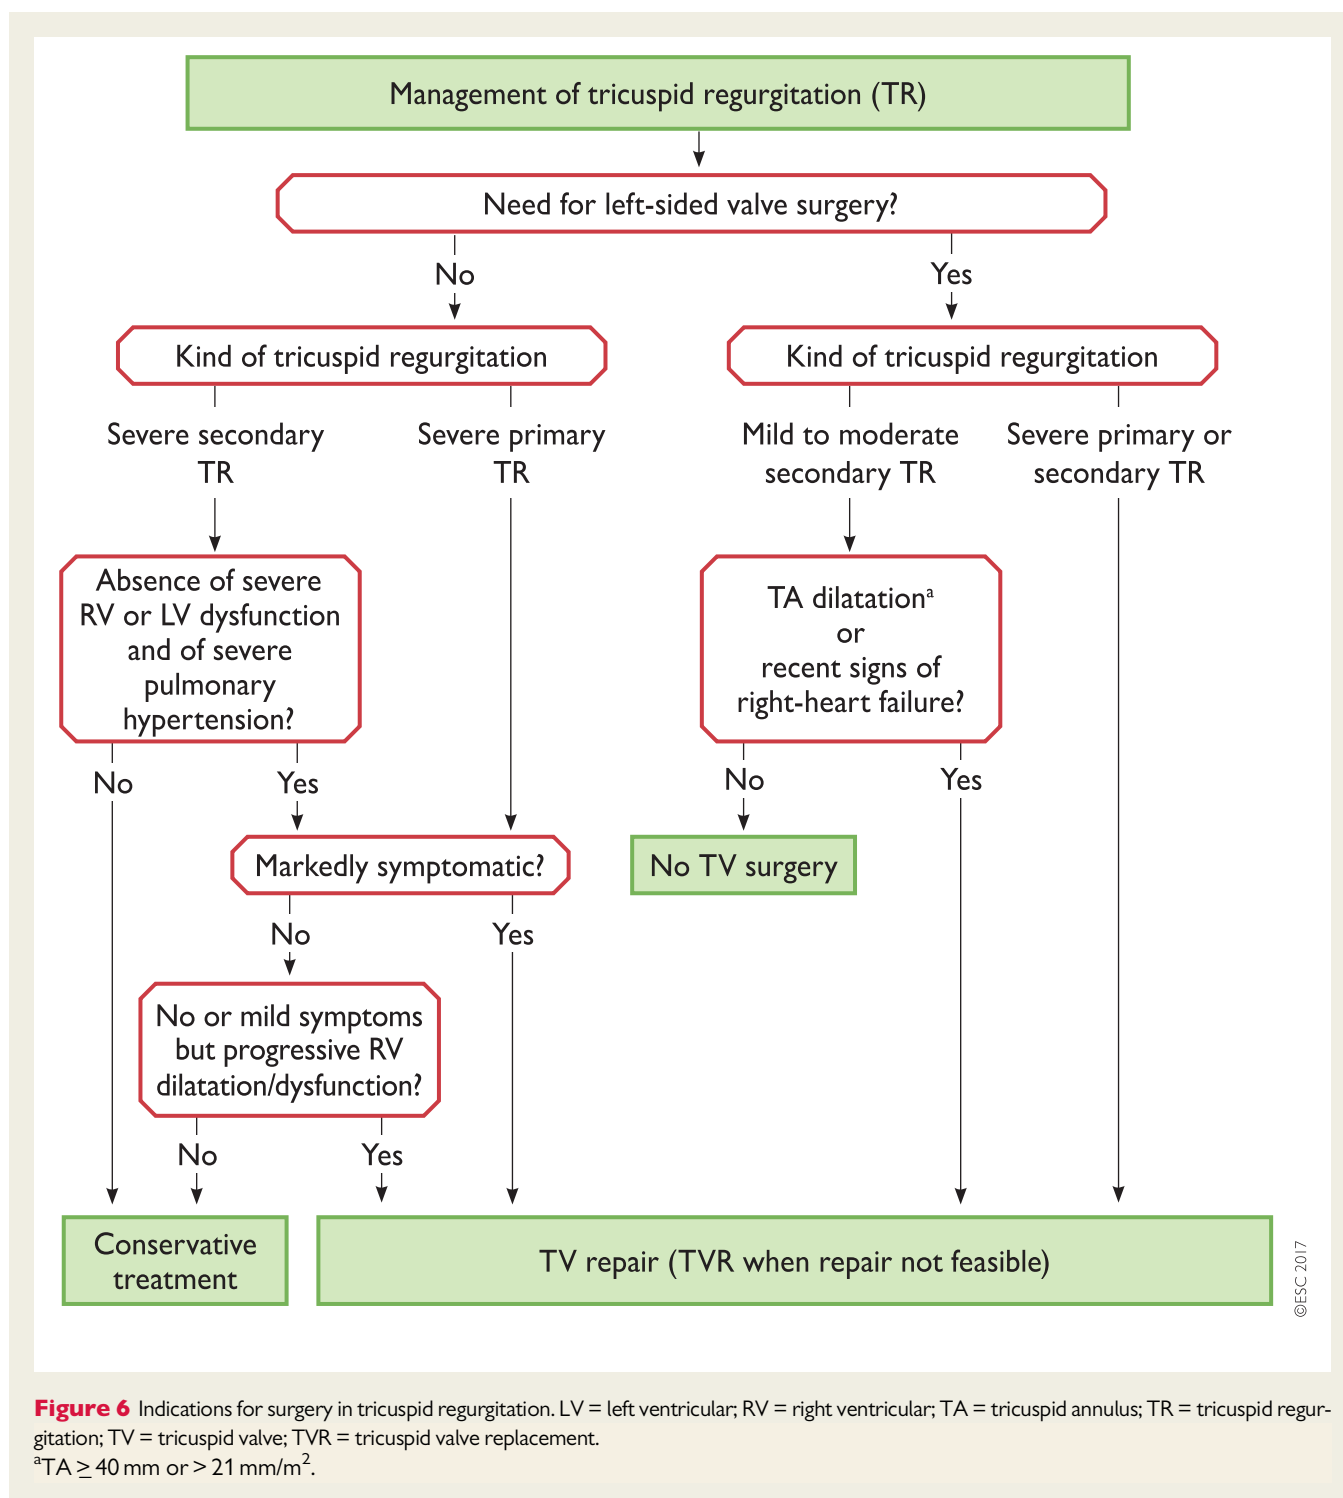 Management of tricuspid regurgitation (TR)
Need for left-sided valve surgery?
No
Yes
Kind of tricuspid regurgitation
Kind of tricuspid regurgitation
Severe secondary
TR
Severe primary
TR
Mild to moderate
secondary TR
Severe primary or
secondary TR
Absence of severe
RV or LV dysfunction
and of severe
pulmonary
hypertension?
TA dilatationᵃ
or
recent signs of
right-heart failure?
No
Yes
No
Yes
Markedly symptomatic?
No TV surgery
No
Yes
No or mild symptoms
but progressive RV
dilatation/dysfunction?
No
Yes
Conservative
treatment
TV repair (TVR when repair not feasible)
©ESC 2017
Figure 6 Indications for surgery in tricuspid regurgitation. LV = left ventricular; RV = right ventricular; TA = tricuspid annulus; TR = tricuspid regur-
gitation; TV = tricuspid valve; TVR = tricuspid valve replacement.
ᵃTA ≥ 40 mm or > 21 mm/m².